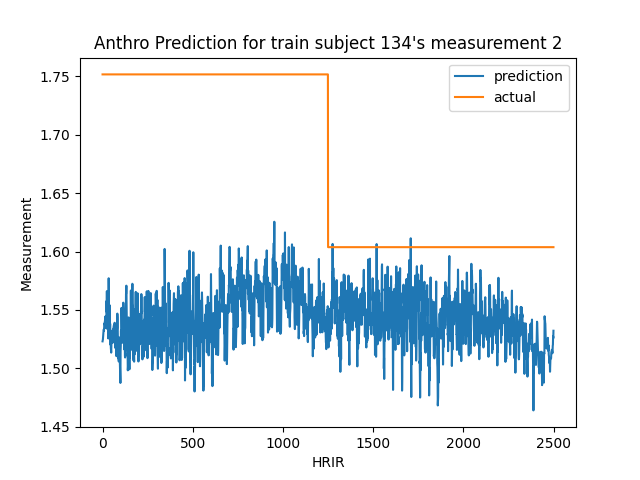 Anthro Prediction for train subject 134's measurement 2
prediction
actual
Measurement
1.75
1.70
1.65
1.60
1.55
1.50
1.45
0 500 1000 1500 2000 2500
HRIR